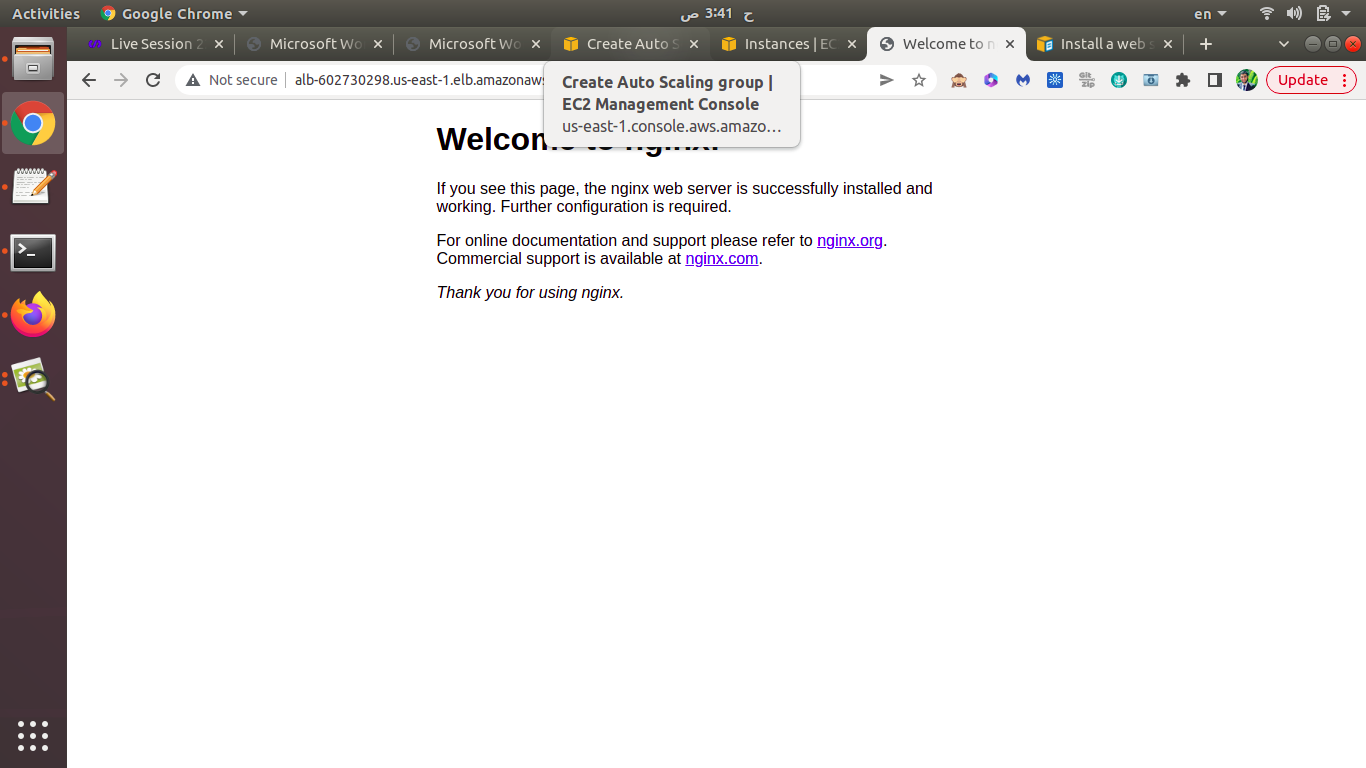 Activities
Google Chrome
ح 3:41 ص
en
Live Session 2
Microsoft Wo
Microsoft Wo
Create Auto S
Instances | EC
Welcome to n
Install a web s
Not secure
alb-602730298.us-east-1.elb.amazonaws
Git
Zip
Update
Create Auto Scaling group |
EC2 Management Console
us-east-1.console.aws.amazo…
Welcome to nginx!
If you see this page, the nginx web server is successfully installed and
working. Further configuration is required.
For online documentation and support please refer to nginx.org.
Commercial support is available at nginx.com.
Thank you for using nginx.